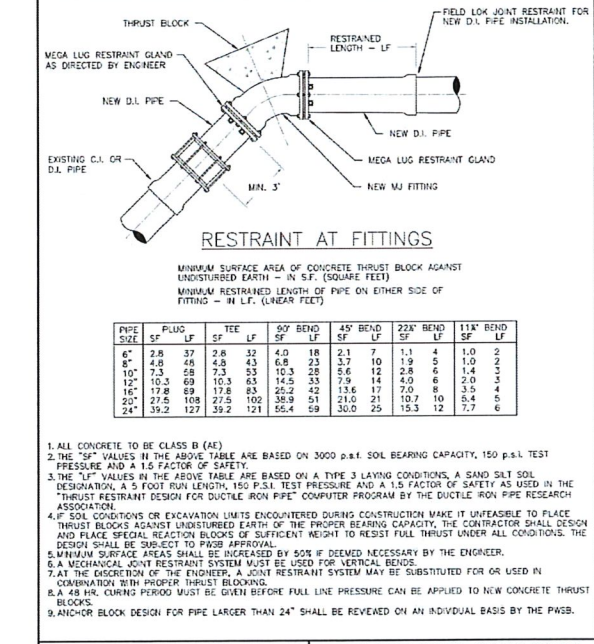 THRUST BLOCK
FIELD LOK JOINT RESTRAINT FOR
NEW D.I. PIPE INSTALLATION.
RESTRAINED
LENGTH - LF
MEGA LUG RESTRAINT GLAND
AS DIRECTED BY ENGINEER
NEW D.I. PIPE
NEW D.I. PIPE
EXISTING C.I. OR
D.I. PIPE
MEGA LUG RESTRAINT GLAND
MIN. 3'
NEW MJ FITTING
RESTRAINT AT FITTINGS
MINIMUM SURFACE AREA OF CONCRETE THRUST BLOCK AGAINST
UNDISTURBED EARTH - IN S.F. (SQUARE FEET)
MINIMUM RESTRAINED LENGTH OF PIPE ON EITHER SIDE OF
FITTING - IN L.F. (LINEAR FEET)
PIPE PLUG TEE 90° BEND 45° BEND 22½° BEND 11¼° BEND
SIZE SF LF SF LF SF LF SF LF SF LF SF LF
6" 2.8 37 2.8 32 4.0 18 2.1 7 1.1 4 1.0 2
8" 4.8 48 4.8 43 6.8 23 3.7 10 1.9 5 1.0 2
10" 7.3 58 7.3 53 10.3 28 5.6 12 2.8 6 1.4 3
12" 10.3 69 10.3 63 14.5 33 7.9 14 4.0 6 2.0 3
16" 17.8 89 17.8 83 25.2 42 13.6 17 7.0 8 3.5 4
20" 27.5 108 27.5 102 38.9 51 21.0 21 10.7 10 5.4 5
24" 39.2 127 39.2 121 55.4 59 30.0 25 15.3 12 7.7 6
1. ALL CONCRETE TO BE CLASS B (AE)
2. THE "SF" VALUES IN THE ABOVE TABLE ARE BASED ON 3000 p.s.f. SOIL BEARING CAPACITY, 150 p.s.i. TEST
PRESSURE AND A 1.5 FACTOR OF SAFETY.
3. THE "LF" VALUES IN THE ABOVE TABLE ARE BASED ON A TYPE 3 LAYING CONDITIONS, A SAND SILT SOIL
DESIGNATION, A 5 FOOT RUN LENGTH, 150 P.S.I. TEST PRESSURE AND A 1.5 FACTOR OF SAFETY AS USED IN THE
"THRUST RESTRAINT DESIGN FOR DUCTILE IRON PIPE" COMPUTER PROGRAM BY THE DUCTILE IRON PIPE RESEARCH
ASSOCIATION.
4. IF SOIL CONDITIONS OR EXCAVATION LIMITS ENCOUNTERED DURING CONSTRUCTION MAKE IT UNFEASIBLE TO PLACE
THRUST BLOCKS AGAINST UNDISTURBED EARTH OF THE PROPER BEARING CAPACITY, THE CONTRACTOR SHALL DESIGN
AND PLACE SPECIAL REACTION BLOCKS OF SUFFICENT WEIGHT TO RESIST FULL THRUST UNDER ALL CONDITIONS. THE
DESIGN SHALL BE SUBJECT TO PWSB APPROVAL.
5. MINIMUM SURFACE AREAS SHALL BE INCREASED BY 50% IF DEEMED NECESSARY BY THE ENGINEER.
6. A MECHANICAL JOINT RESTRAINT SYSTEM MUST BE USED FOR VERTICAL BENDS.
7. AT THE DISCRETION OF THE ENGINEER, A JOINT RESTRAINT SYSTEM MAY BE SUBSTITUTED FOR OR USED IN
COMBINATION WITH PROPER THRUST BLOCKING.
8. A 48 HR. CURING PERIOD MUST BE GIVEN BEFORE FULL LINE PRESSURE CAN BE APPLIED TO NEW CONCRETE THRUST
BLOCKS.
9. ANCHOR BLOCK DESIGN FOR PIPE LARGER THAN 24" SHALL BE REVIEWED ON AN INDIVIDUAL BASIS BY THE PWSB.